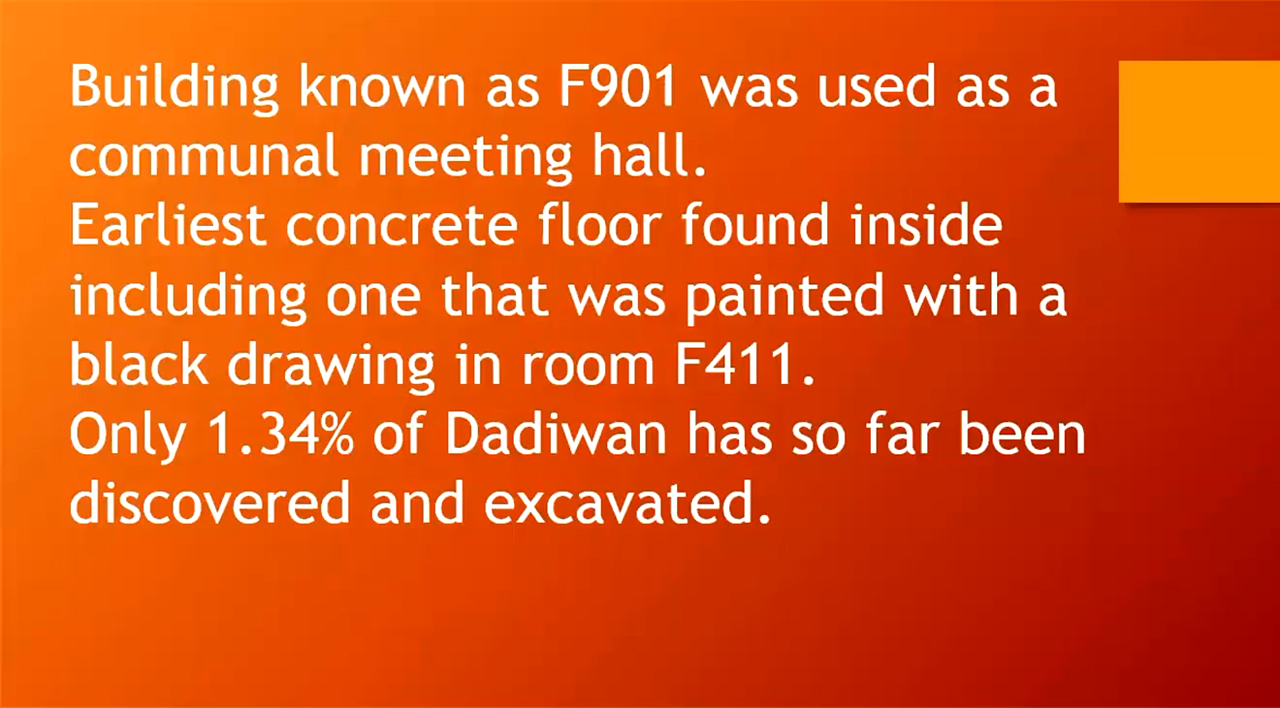 Building known as F901 was used as a
communal meeting hall.
Earliest concrete floor found inside
including one that was painted with a
black drawing in room F411.
Only 1.34% of Dadiwan has so far been
discovered and excavated.